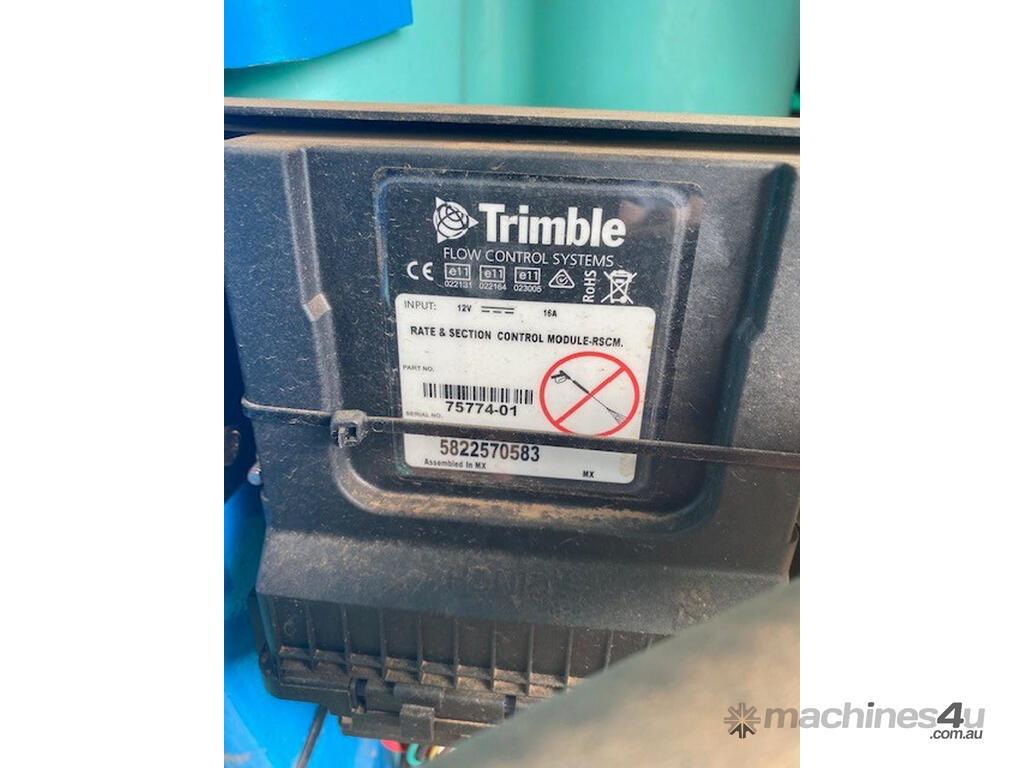 Trimble
FLOW CONTROL SYSTEMS
CE e11 e11 e11 RoHS
022131 022164 023005
INPUT: 12V 16A
RATE & SECTION CONTROL MODULE-RSCM.
PART NO.
75774-01
SERIAL NO.
5822570583
Assembled In MX MX
machines4u
.com.au